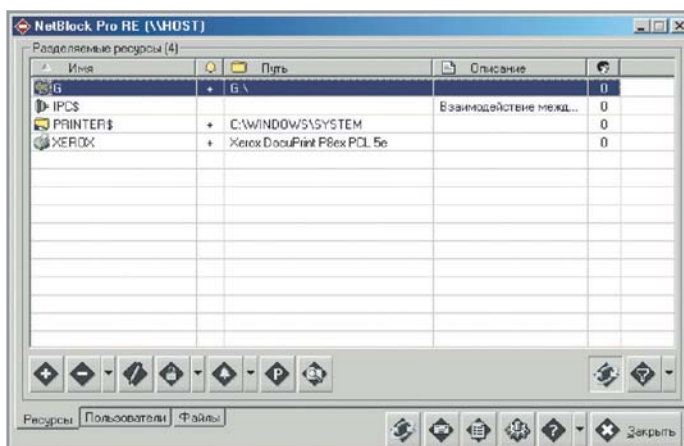 NetBlock Pro RE (\\HOST)
Разделяемые ресурсы (4)
Имя Путь Описание
G + G:\ 0
IPC$ Взаимодействие межд... 0
PRINTER$ + C:\WINDOWS\SYSTEM 0
XEROX + Xerox DocuPrint P8ex PCL 5e 0
P
?
Ресурсы Пользователи Файлы
Закрыть